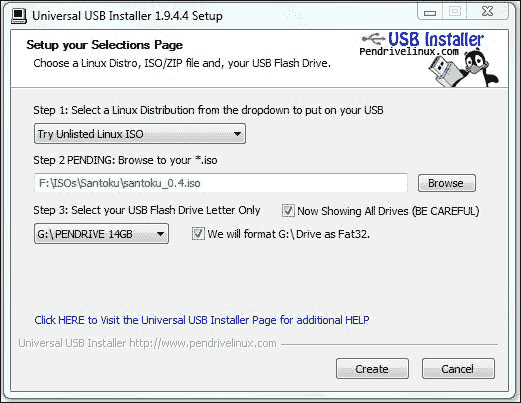 Universal USB Installer 1.9.4.4 Setup
Setup your Selections Page
Choose a Linux Distro, ISO/ZIP file and, your USB Flash Drive.
USB Installer
Pendrivelinux.com
Step 1: Select a Linux Distribution from the dropdown to put on your USB
Try Unlisted Linux ISO
Step 2 PENDING: Browse to your *.iso
F:\ISOs\Santoku\santoku_0.4.iso
Browse
Step 3: Select your USB Flash Drive Letter Only
Now Showing All Drives (BE CAREFUL)
G:\PENDRIVE 14GB
We will format G:\ Drive as Fat32.
Click HERE to Visit the Universal USB Installer Page for additional HELP
Universal USB Installer http://www.pendrivelinux.com
Create
Cancel